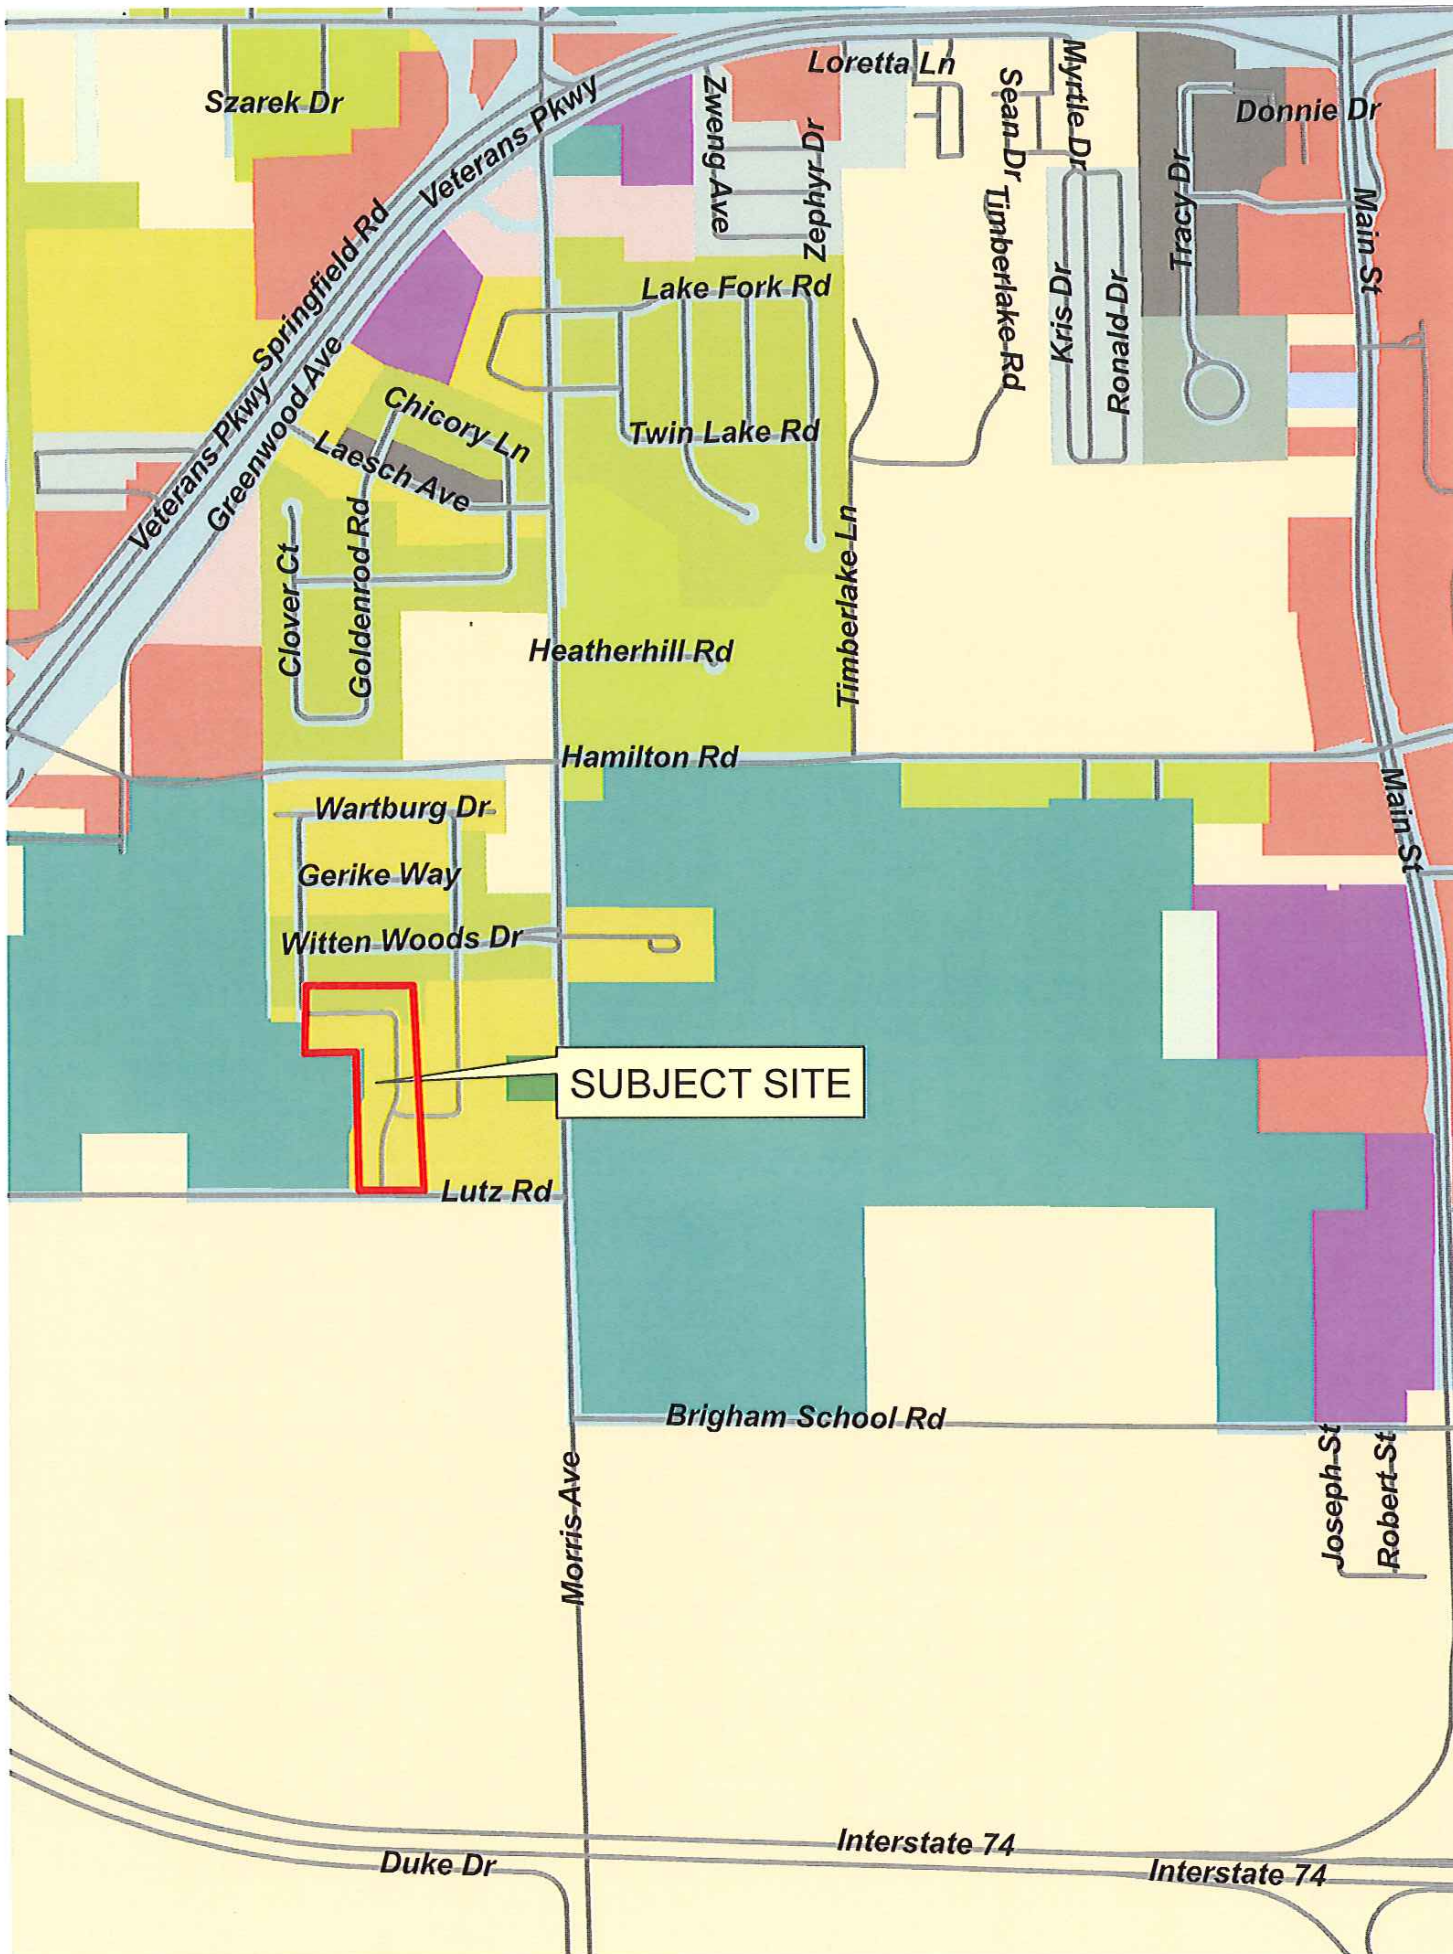 Loretta Ln
Szarek Dr
Veterans Pkwy
Zweng Ave
Zephyr Dr
Sean Dr
Myrtle Dr
Donnie Dr
Tracy Dr
Main St
Springfield Rd
Timberlake Rd
Kris Dr
Ronald Dr
Lake Fork Rd
Veterans Pkwy
Greenwood Ave
Chicory Ln
Laesch Ave
Twin Lake Rd
Clover Ct
Goldenrod Rd
Timberlake Ln
Heatherhill Rd
Hamilton Rd
Main St
Wartburg Dr
Gerike Way
Witten Woods Dr
SUBJECT SITE
Lutz Rd
Brigham School Rd
Morris Ave
Joseph St
Robert St
Interstate 74
Duke Dr
Interstate 74